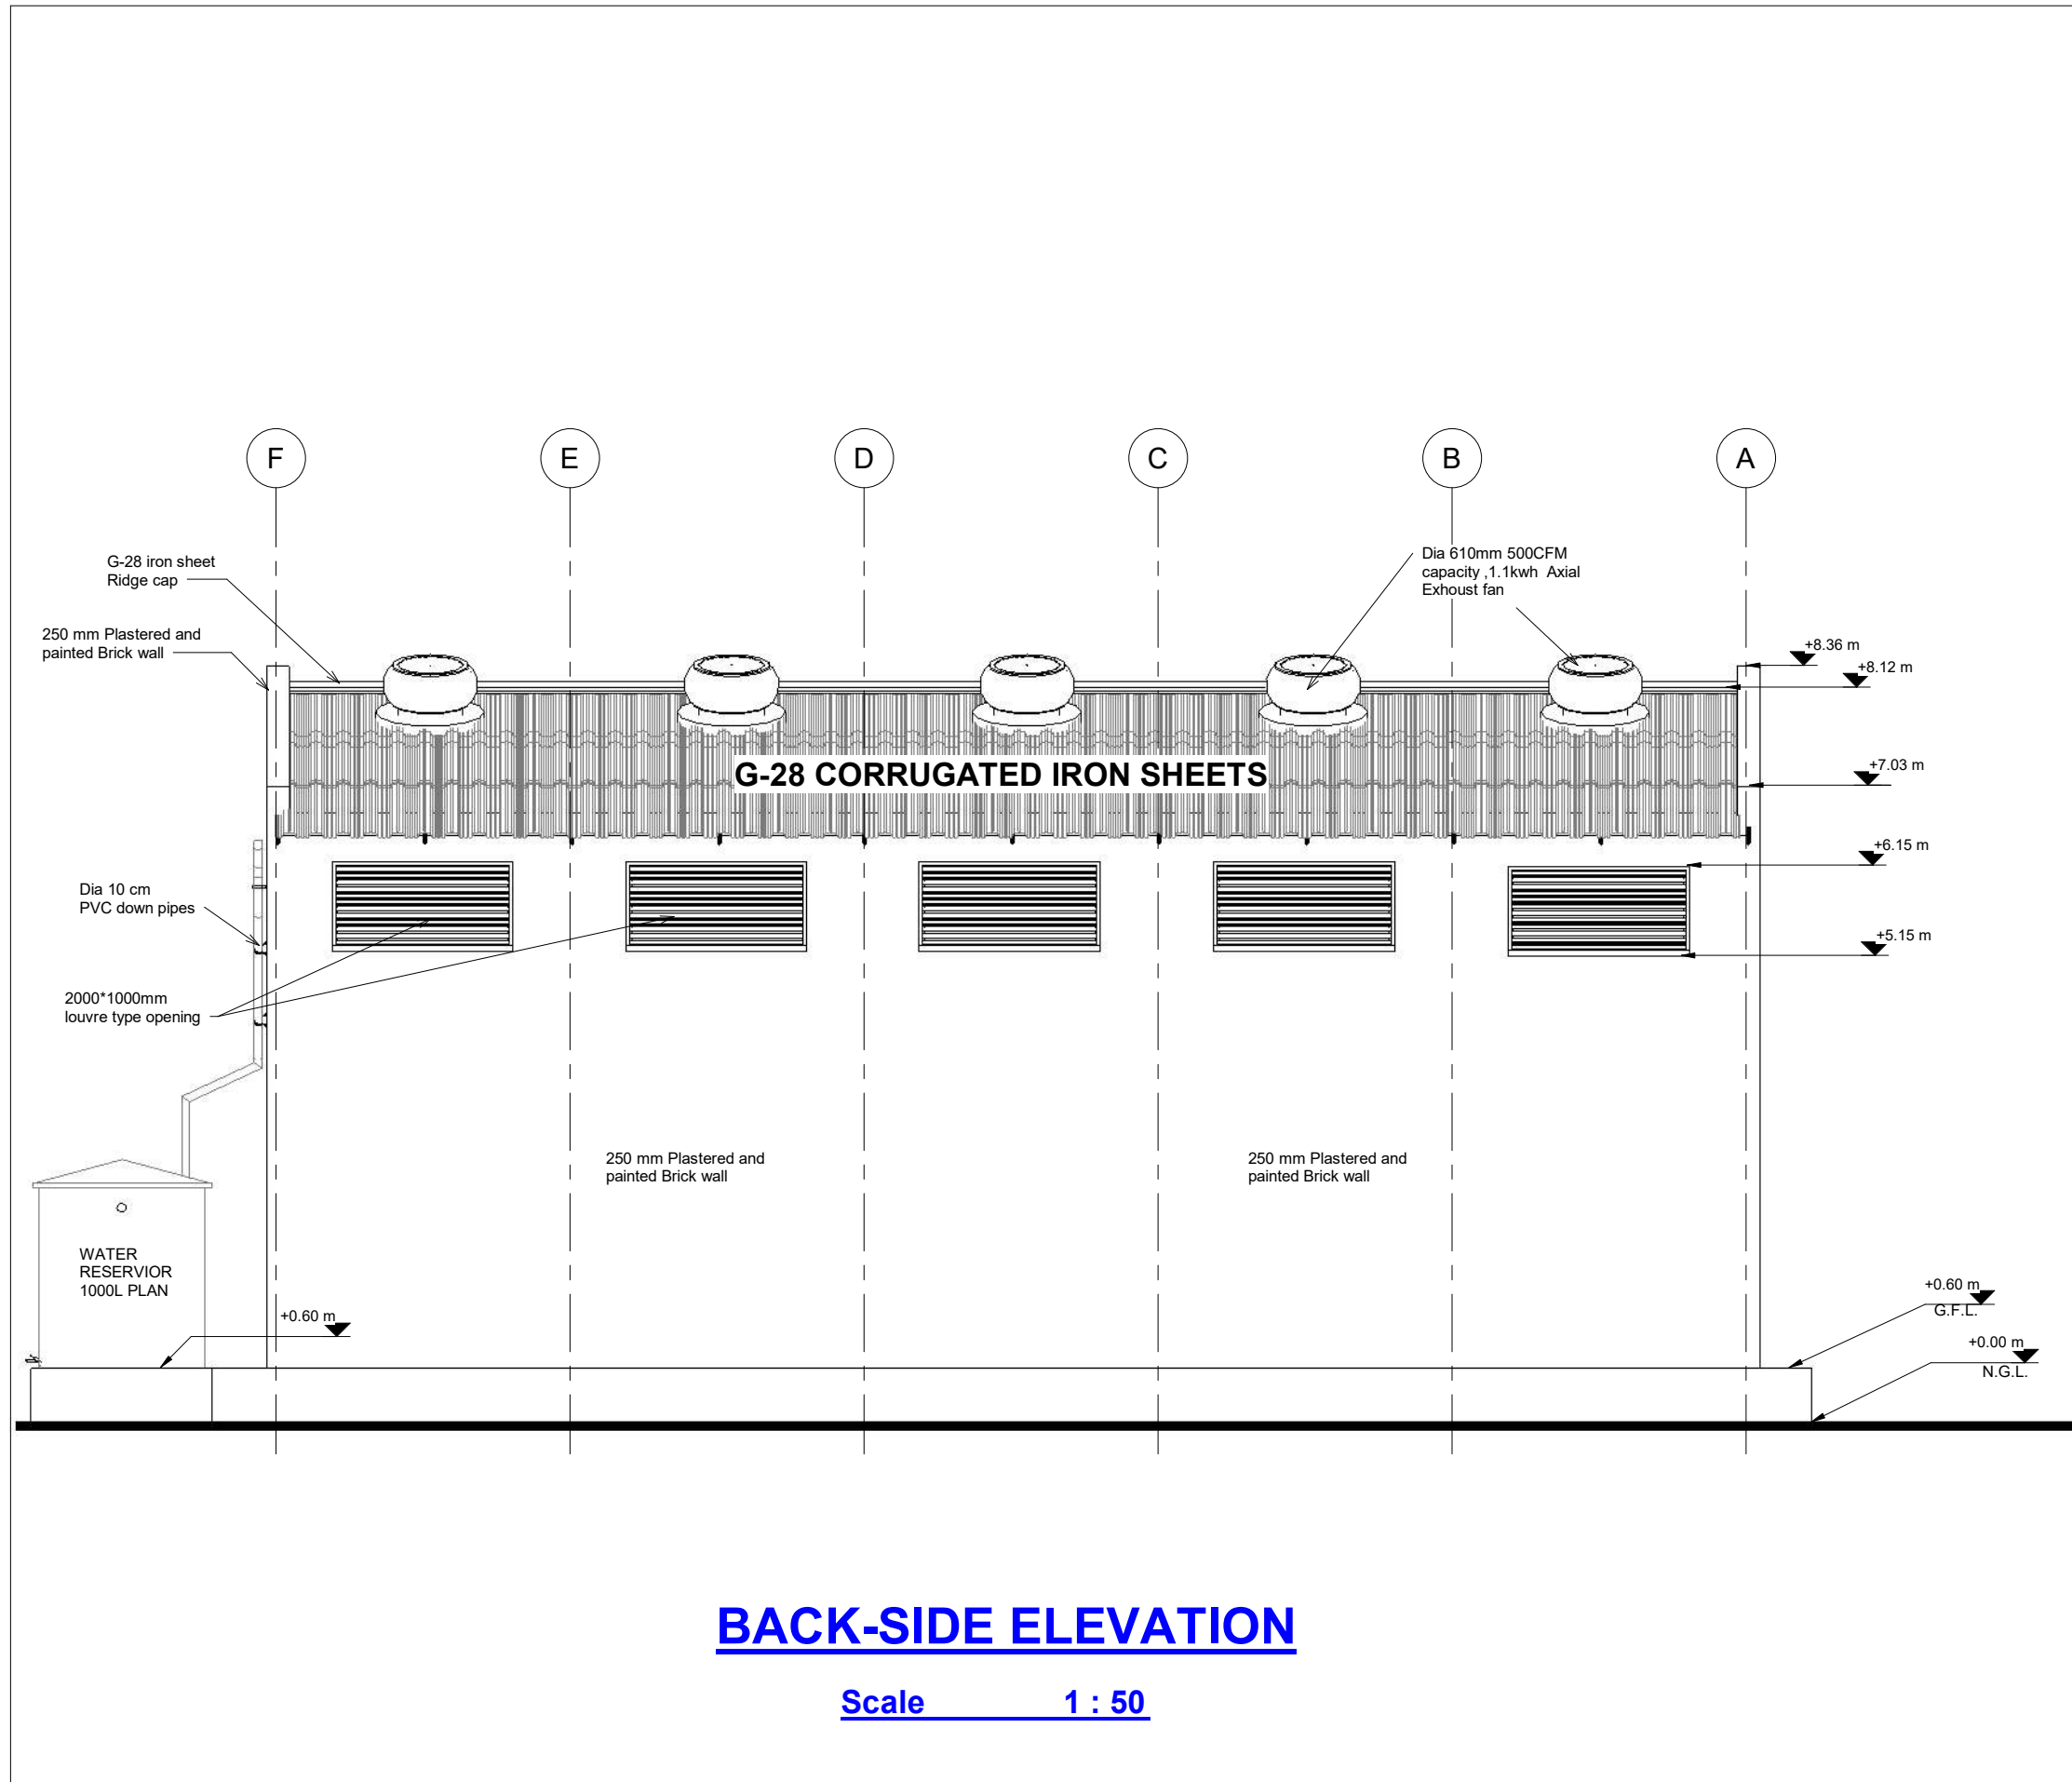 F
E
D
C
B
A
G-28 iron sheet
Ridge cap
Dia 610mm 500CFM
capacity ,1.1kwh Axial
Exhoust fan
250 mm Plastered and
painted Brick wall
+8.36 m
+8.12 m
G-28 CORRUGATED IRON SHEETS
+7.03 m
+6.15 m
Dia 10 cm
PVC down pipes
+5.15 m
2000*1000mm
louvre type opening
250 mm Plastered and
painted Brick wall
250 mm Plastered and
painted Brick wall
WATER
RESERVIOR
1000L PLAN
+0.60 m
+0.60 m
G.F.L.
+0.00 m
N.G.L.
BACK-SIDE ELEVATION
Scale 1 : 50